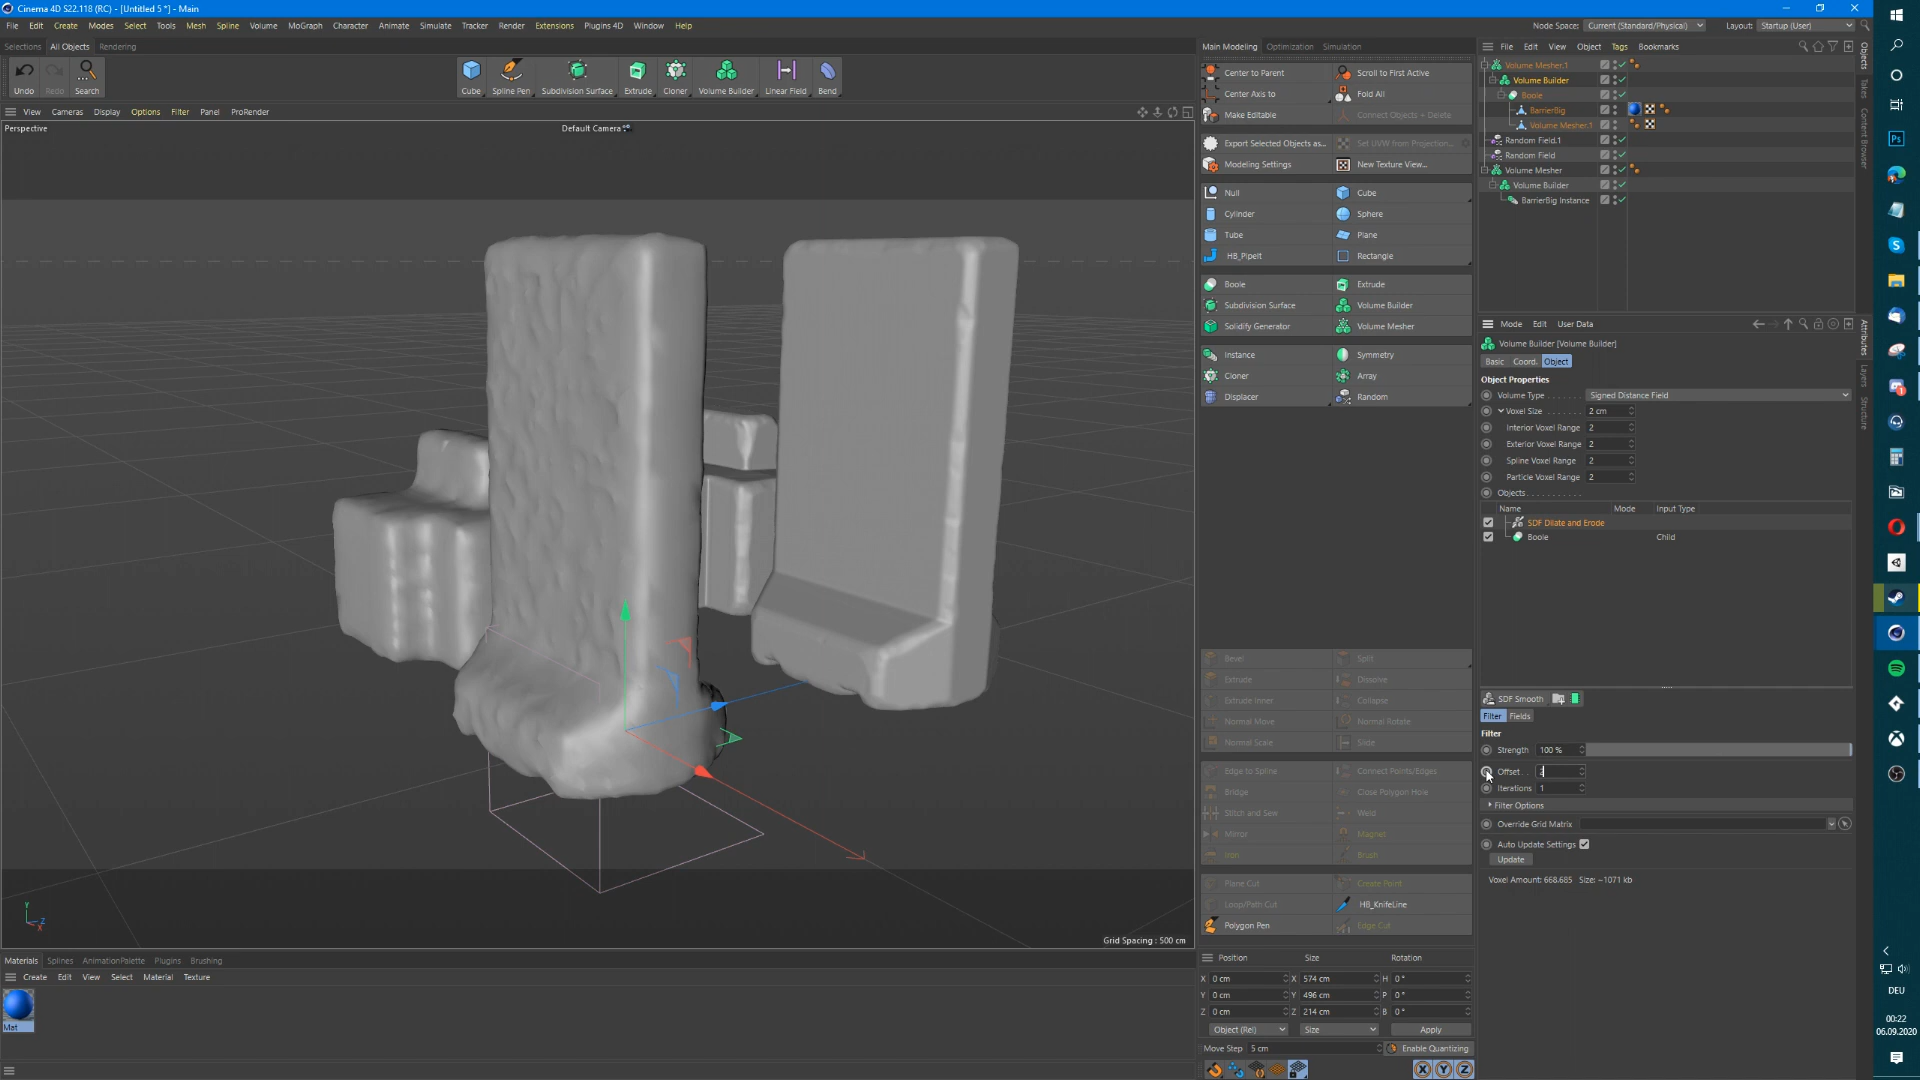 Cinema 4D S22.118 (RC) - [Untitled 5 *] - Main
File Edit Create Modes Select Tools Mesh Spline Volume MoGraph Character Animate Simulate Tracker Render Extensions Plugins 4D Window Help
Node Space: Current (Standard/Physical) Layout: Startup (User)
Selections All Objects Rendering
Undo Redo Search
Cube Spline Pen Subdivision Surface Extrude Cloner Volume Builder Linear Field Bend
View Cameras Display Options Filter Panel ProRender
Perspective
Default Camera
Grid Spacing : 500 cm
Y
Z
X
Materials Splines AnimationPalette Plugins Brushing
Create Edit View Select Material Texture
Mat
Main Modeling Optimization Simulation
Center to Parent Scroll to First Active
Center Axis to Fold All
Make Editable Connect Objects + Delete
Export Selected Objects as... Set UVW from Projection...
Modeling Settings New Texture View...
Null Cube
Cylinder Sphere
Tube Plane
HB_PipeIt Rectangle
Boole Extrude
Subdivision Surface Volume Builder
Solidify Generator Volume Mesher
Instance Symmetry
Cloner Array
Displacer Random
Bevel Split
Extrude Dissolve
Extrude Inner Collapse
Normal Move Normal Rotate
Normal Scale Slide
Edge to Spline Connect Points/Edges
Bridge Close Polygon Hole
Stitch and Sew Weld
Mirror Magnet
Iron Brush
Plane Cut Create Point
Loop/Path Cut HB_KnifeLine
Polygon Pen Edge Cut
Position Size Rotation
X 0 cm X 574 cm H 0 °
Y 0 cm Y 496 cm P 0 °
Z 0 cm Z 214 cm B 0 °
Object (Rel) Size Apply
Move Step 5 cm Enable Quantizing
X Y Z
File Edit View Object Tags Bookmarks
Volume Mesher.1
Volume Builder
Boole
BarrierBig
Volume Mesher.1
Random Field.1
Random Field
Volume Mesher
Volume Builder
BarrierBig Instance
Objects
Takes
Content Browser
Mode Edit User Data
Volume Builder [Volume Builder]
Basic Coord. Object
Object Properties
Volume Type Signed Distance Field
Voxel Size 2 cm
Interior Voxel Range 2
Exterior Voxel Range 2
Spline Voxel Range 2
Particle Voxel Range 2
Objects
Name Mode Input Type
SDF Dilate and Erode
Boole Child
SDF Smooth
Filter Fields
Filter
Strength 100 %
Offset
Iterations 1
Filter Options
Override Grid Matrix
Auto Update Settings
Update
Voxel Amount: 668.685 Size: ~1071 kb
Attributes
Layers
Structure
Ps
DEU
00:22
06.09.2020